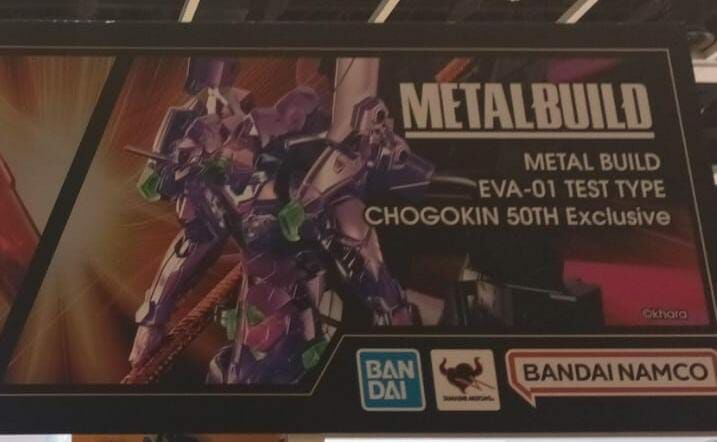 METALBUILD
METAL BUILD
EVA-01 TEST TYPE
CHOGOKIN 50TH Exclusive
©khara
BAN
DAI
BANDAI NAMCO